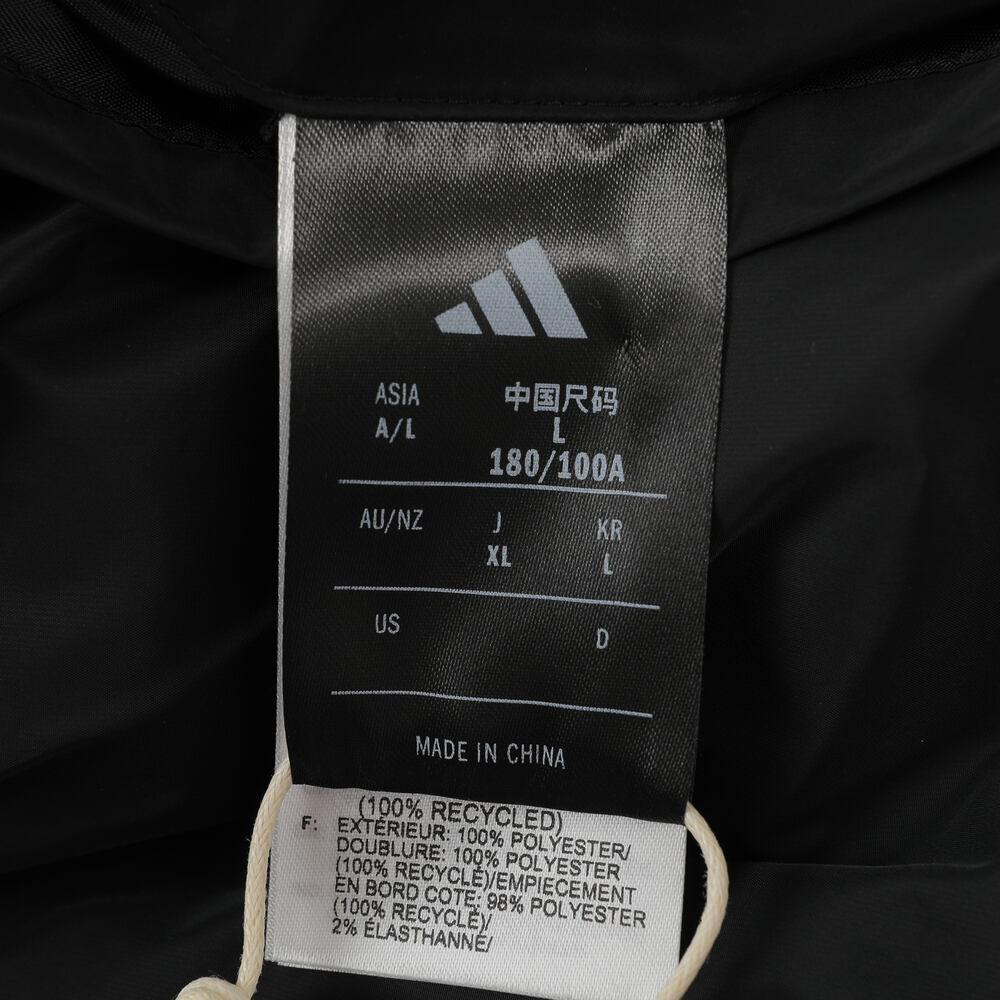 ASIA 中国尺码
A/L L
180/100A
AU/NZ J KR
XL L
US D
MADE IN CHINA
(100% RECYCLED)
F: EXTÉRIEUR: 100% POLYESTER/
DOUBLURE: 100% POLYESTER
(100% RECYCLÉ)/EMPIECEMENT
EN BORD COTE: 98% POLYESTER
(100% RECYCLÉ)/
2% ÉLASTHANNE/